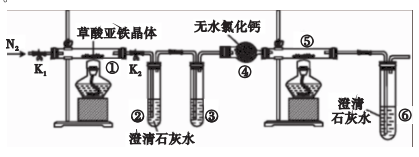 草酸亚铁晶体
无水氯化钙
N₂
K₁
①
K₂
②
③
④
⑤
⑥
澄清石灰水
澄清
石灰水